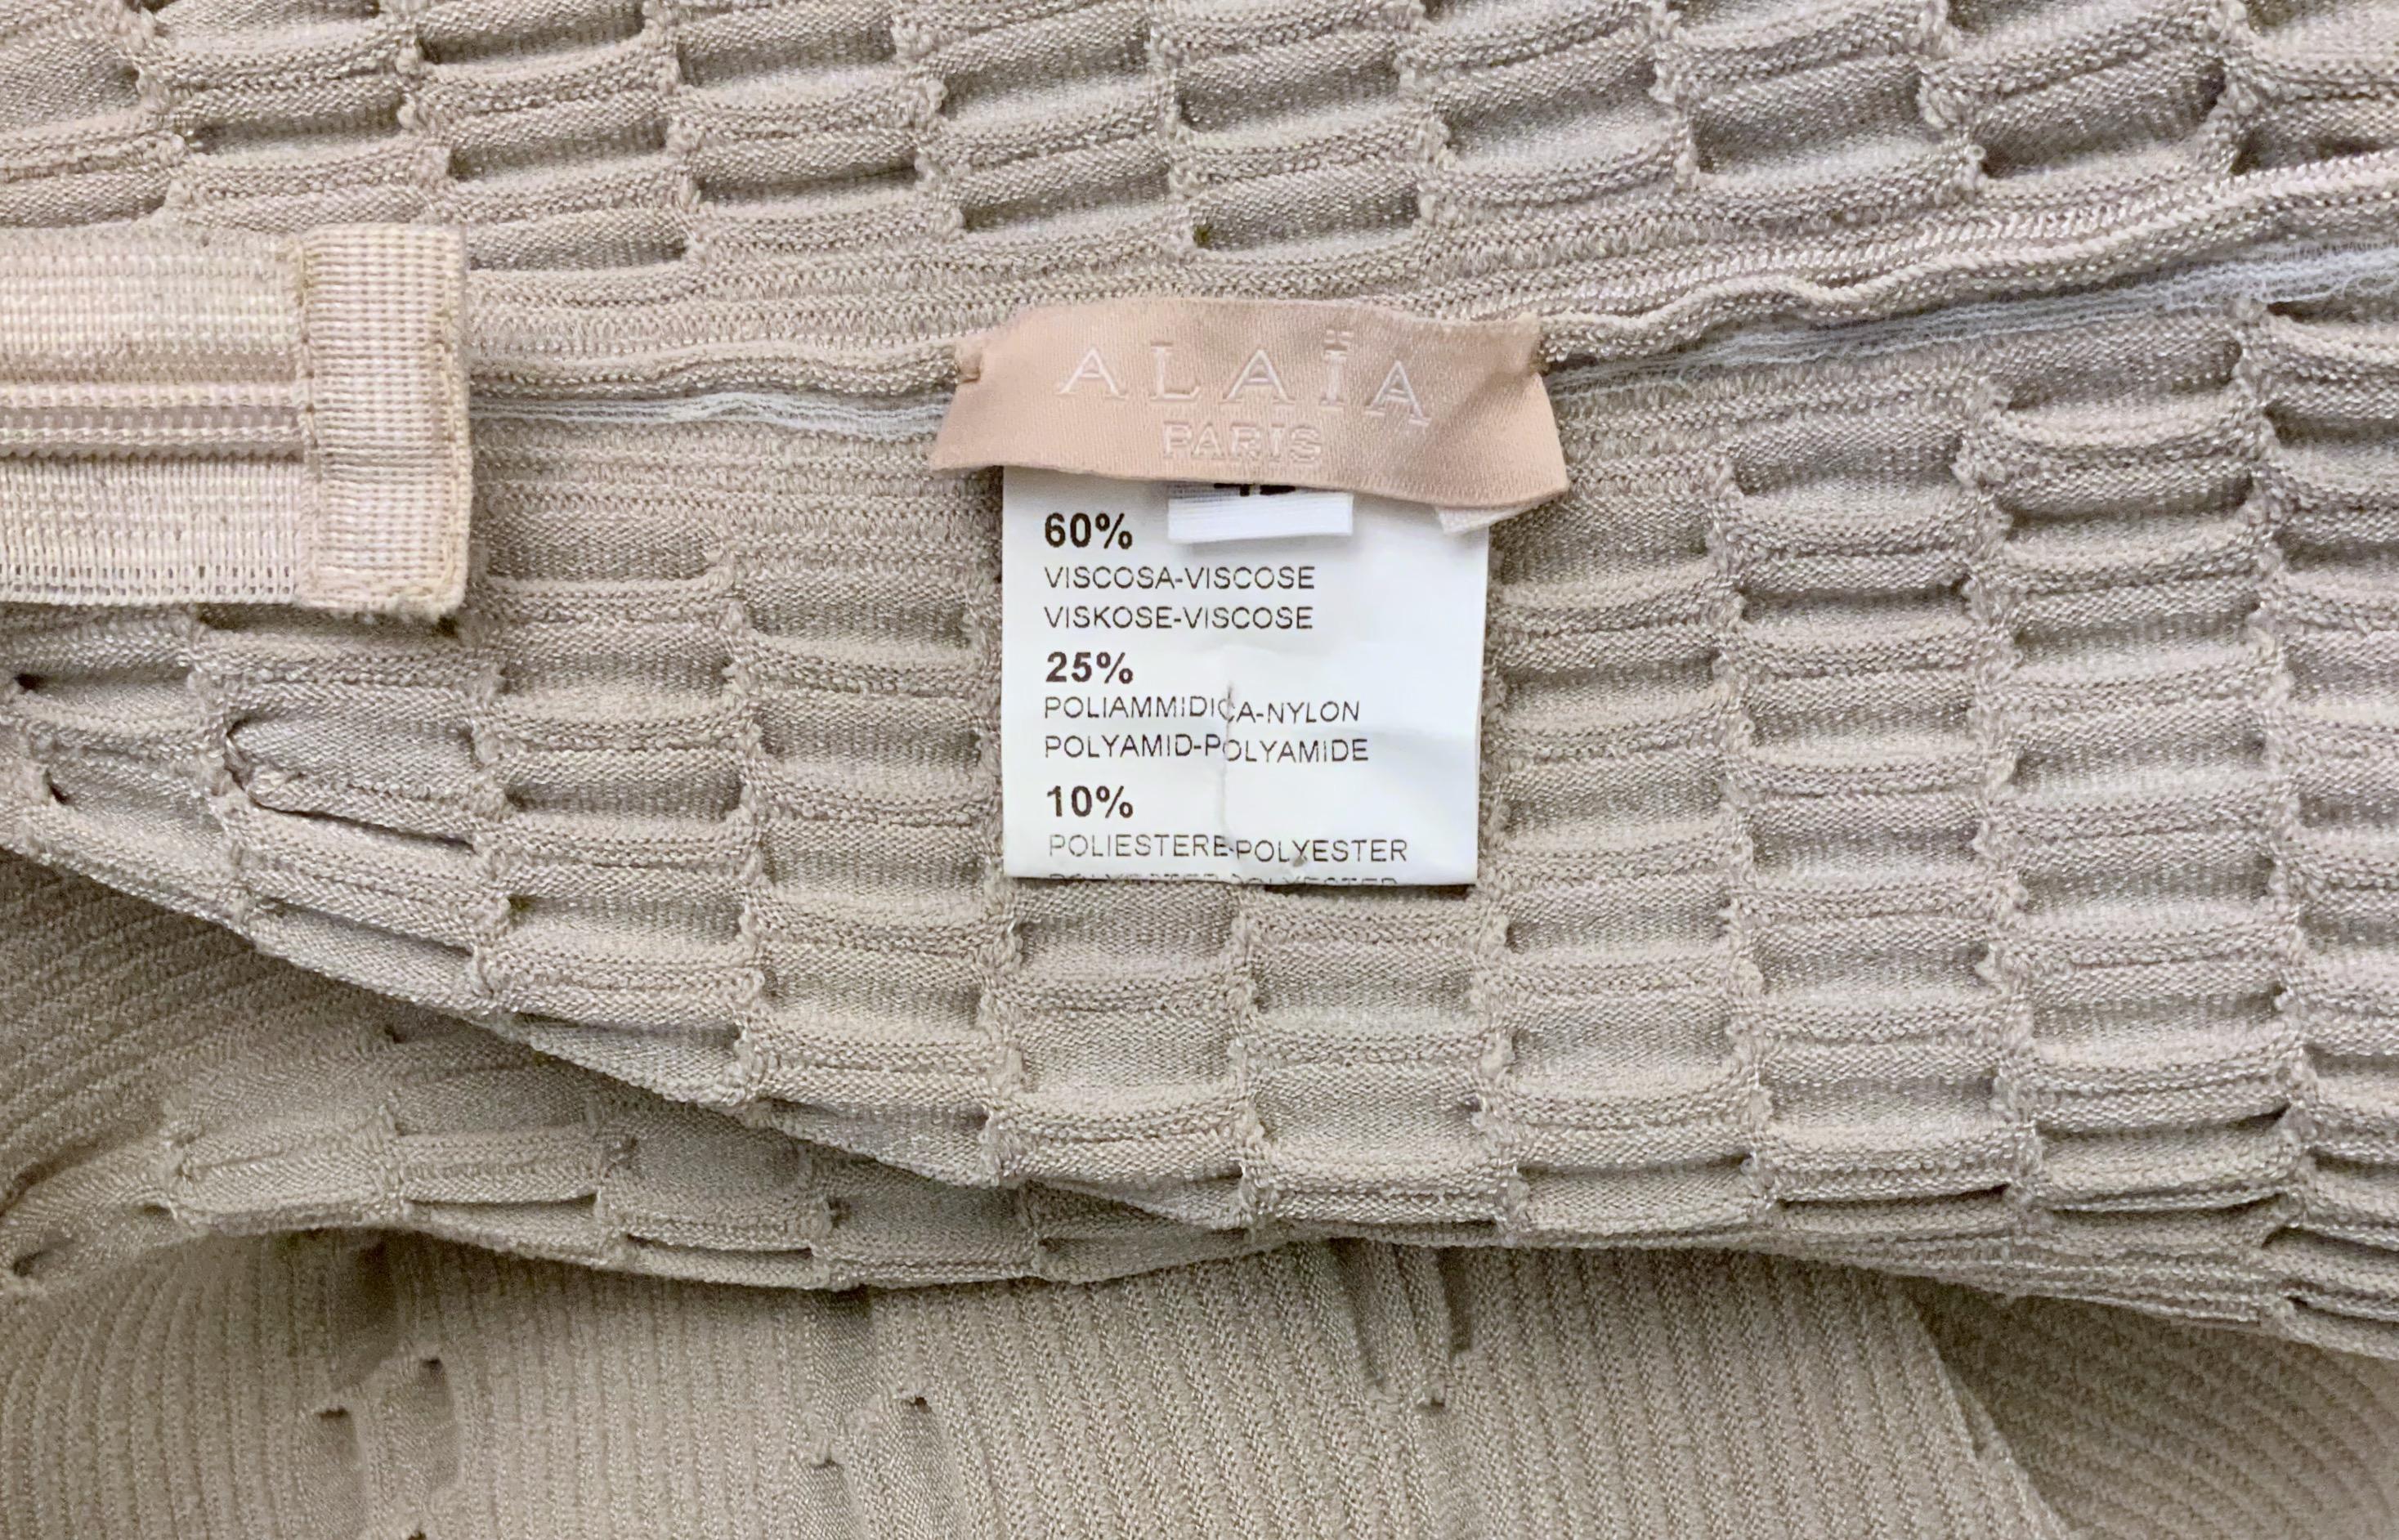 ALAÏA
PARIS
60%
VISCOSA-VISCOSE
VISKOSE-VISCOSE
25%
POLIAMMIDICA-NYLON
POLYAMID-POLYAMIDE
10%
POLIESTERE-POLYESTER